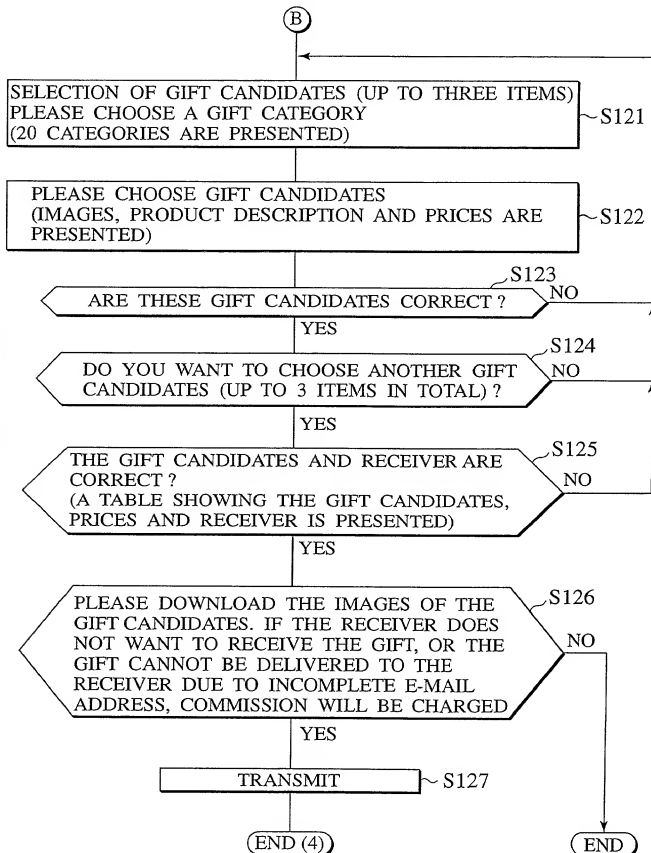 B
SELECTION OF GIFT CANDIDATES (UP TO THREE ITEMS)
PLEASE CHOOSE A GIFT CATEGORY
(20 CATEGORIES ARE PRESENTED)
S121
PLEASE CHOOSE GIFT CANDIDATES
(IMAGES, PRODUCT DESCRIPTION AND PRICES ARE
PRESENTED)
S122
S123
ARE THESE GIFT CANDIDATES CORRECT ?
NO
YES
S124
DO YOU WANT TO CHOOSE ANOTHER GIFT
CANDIDATES (UP TO 3 ITEMS IN TOTAL) ?
NO
YES
S125
THE GIFT CANDIDATES AND RECEIVER ARE
CORRECT ?
(A TABLE SHOWING THE GIFT CANDIDATES,
PRICES AND RECEIVER IS PRESENTED)
NO
YES
S126
PLEASE DOWNLOAD THE IMAGES OF THE
GIFT CANDIDATES. IF THE RECEIVER DOES
NOT WANT TO RECEIVE THE GIFT, OR THE
GIFT CANNOT BE DELIVERED TO THE
RECEIVER DUE TO INCOMPLETE E-MAIL
ADDRESS, COMMISSION WILL BE CHARGED
NO
YES
TRANSMIT
S127
END (4)
END